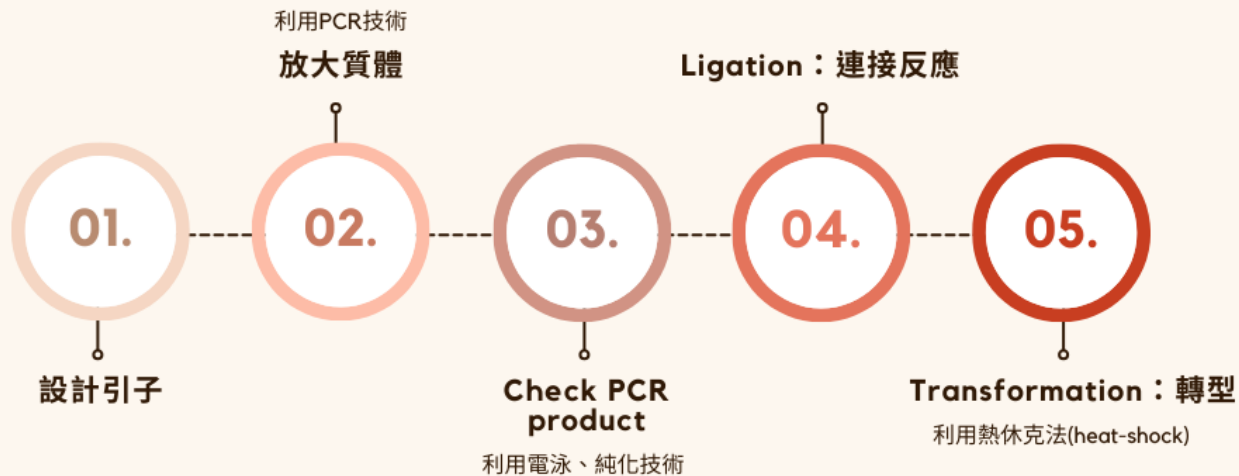 01.
設計引子
利用PCR技術
放大質體
02.
03.
Check PCR
product
利用電泳、純化技術
Ligation：連接反應
04.
05.
Transformation：轉型
利用熱休克法(heat-shock)